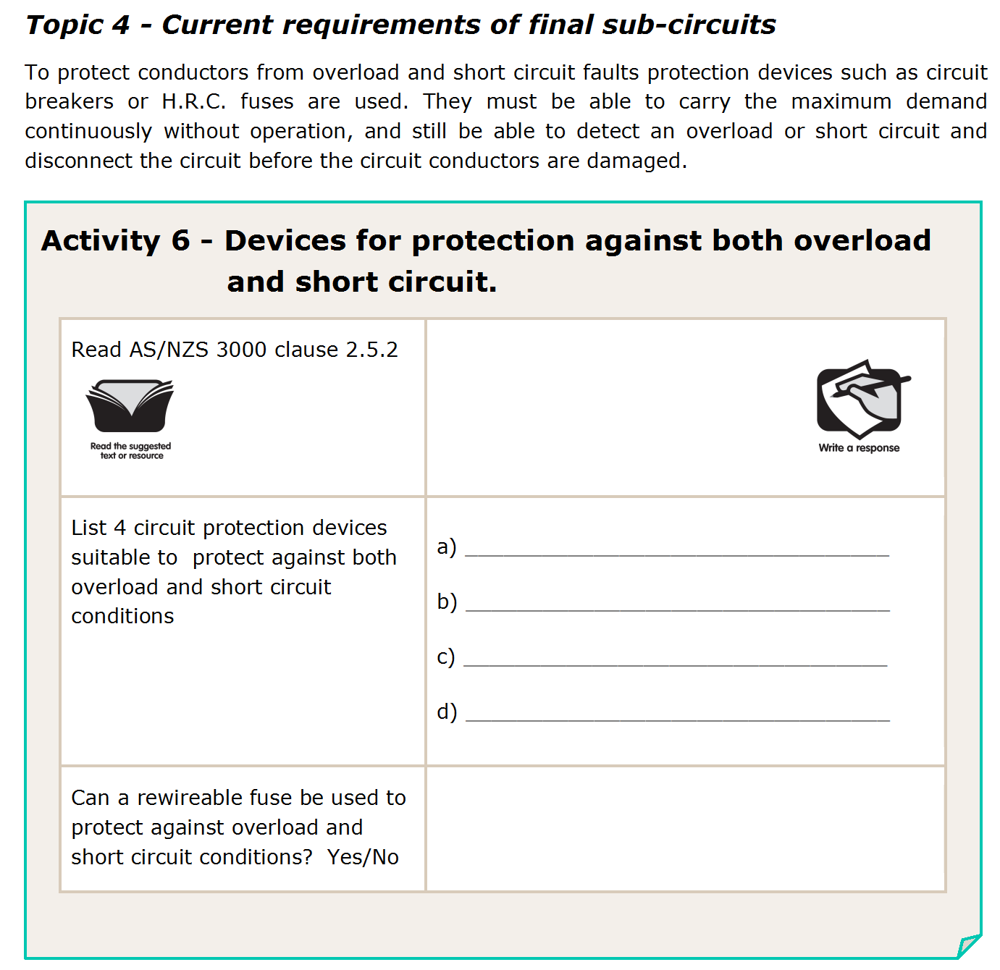 Topic 4 - Current requirements of final sub-circuits
To protect conductors from overload and short circuit faults protection devices such as circuit
breakers or H.R.C. fuses are used. They must be able to carry the maximum demand
continuously without operation, and still be able to detect an overload or short circuit and
disconnect the circuit before the circuit conductors are damaged.
Activity 6 - Devices for protection against both overload
and short circuit.
Read AS/NZS 3000 clause 2.5.2
Read the suggested
text or resource
Write a response
List 4 circuit protection devices
suitable to  protect against both
overload and short circuit
conditions
a) _________________________________
b) _________________________________
c) _________________________________
d) _________________________________
Can a rewireable fuse be used to
protect against overload and
short circuit conditions?  Yes/No